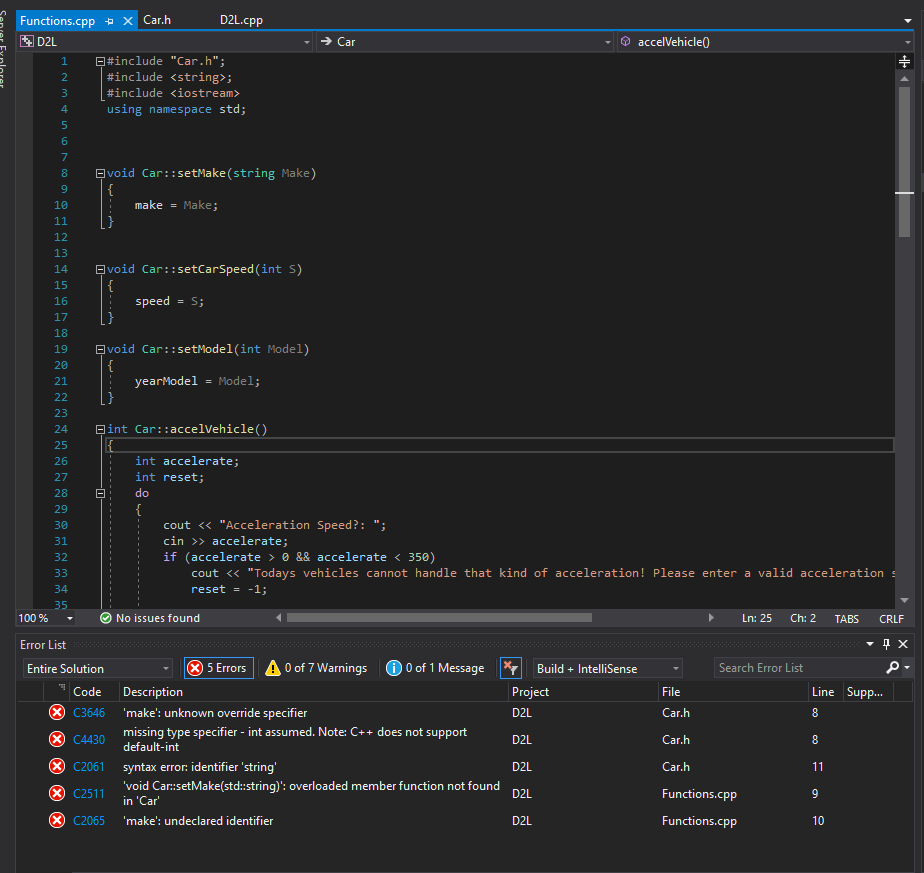 Server Explorer
Functions.cpp Car.h D2L.cpp
D2L Car accelVehicle()
1 #include "Car.h";
2 #include <string>;
3 #include <iostream>
4 using namespace std;
5
6
7
8 void Car::setMake(string Make)
9 {
10 make = Make;
11 }
12
13
14 void Car::setCarSpeed(int S)
15 {
16 speed = S;
17 }
18
19 void Car::setModel(int Model)
20 {
21 yearModel = Model;
22 }
23
24 int Car::accelVehicle()
25 {
26 int accelerate;
27 int reset;
28 do
29 {
30 cout << "Acceleration Speed?: ";
31 cin >> accelerate;
32 if (accelerate > 0 && accelerate < 350)
33 cout << "Todays vehicles cannot handle that kind of acceleration! Please enter a valid acceleration s
34 reset = -1;
35
100 % No issues found Ln: 25 Ch: 2 TABS CRLF
Error List
Entire Solution 5 Errors 0 of 7 Warnings 0 of 1 Message Build + IntelliSense Search Error List
Code Description Project File Line Supp...
C3646 'make': unknown override specifier D2L Car.h 8
C4430 missing type specifier - int assumed. Note: C++ does not support
default-int D2L Car.h 8
C2061 syntax error: identifier 'string' D2L Car.h 11
C2511 'void Car::setMake(std::string)': overloaded member function not found
in 'Car' D2L Functions.cpp 9
C2065 'make': undeclared identifier D2L Functions.cpp 10